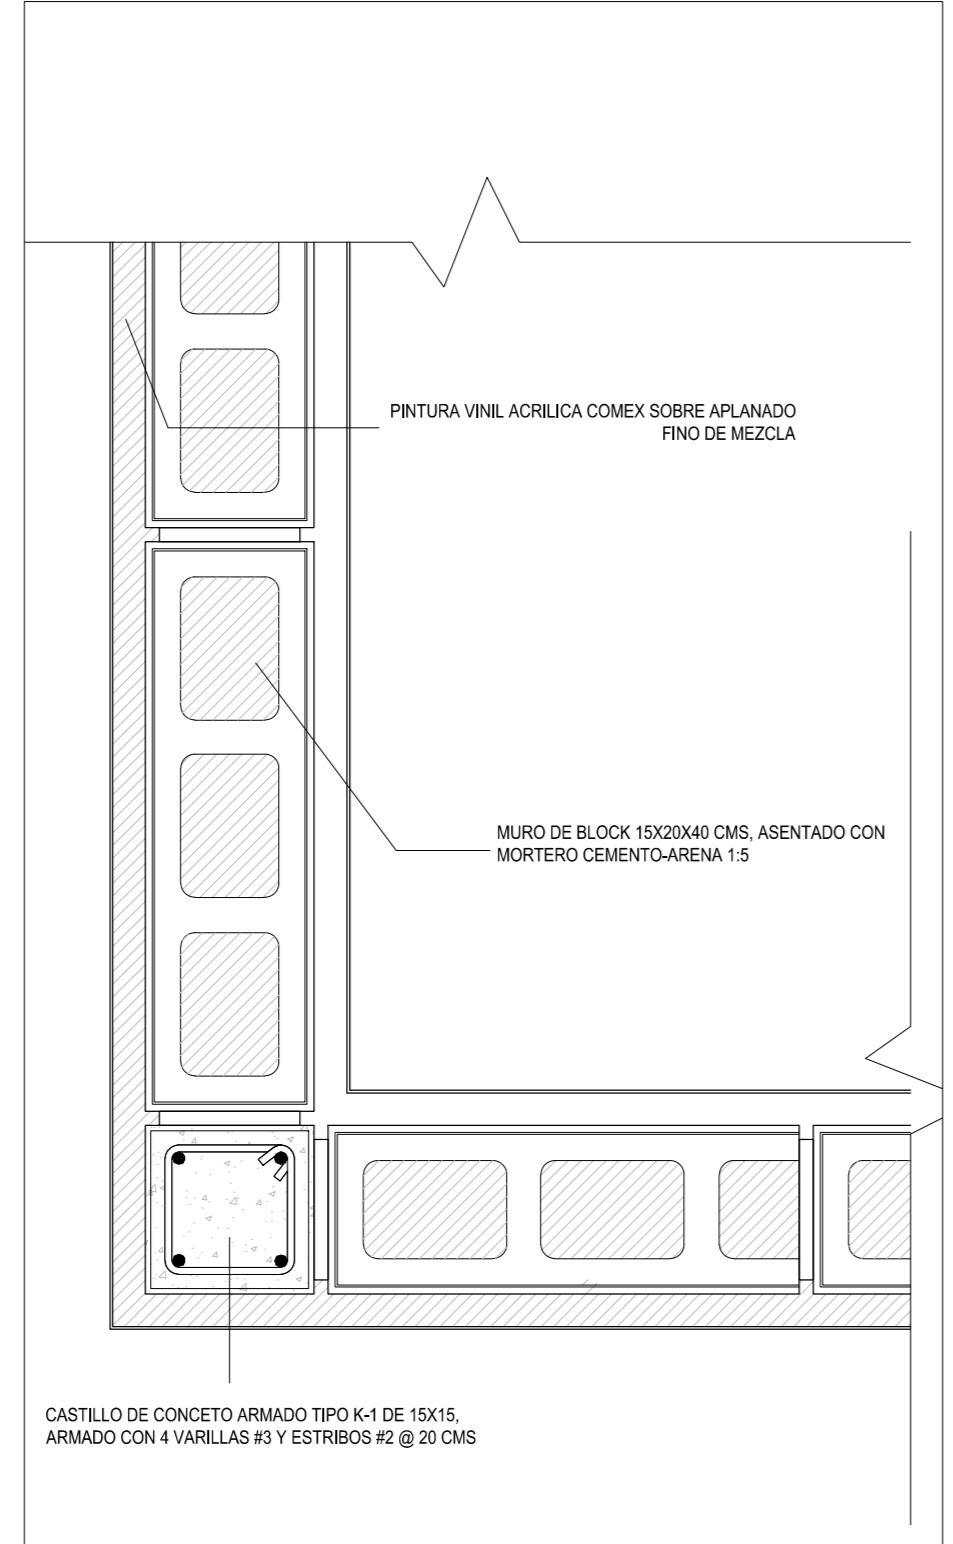 PINTURA VINIL ACRILICA COMEX SOBRE APLANADO
FINO DE MEZCLA
MURO DE BLOCK 15X20X40 CMS, ASENTADO CON
MORTERO CEMENTO-ARENA 1:5
CASTILLO DE CONCETO ARMADO TIPO K-1 DE 15X15,
ARMADO CON 4 VARILLAS #3 Y ESTRIBOS #2 @ 20 CMS